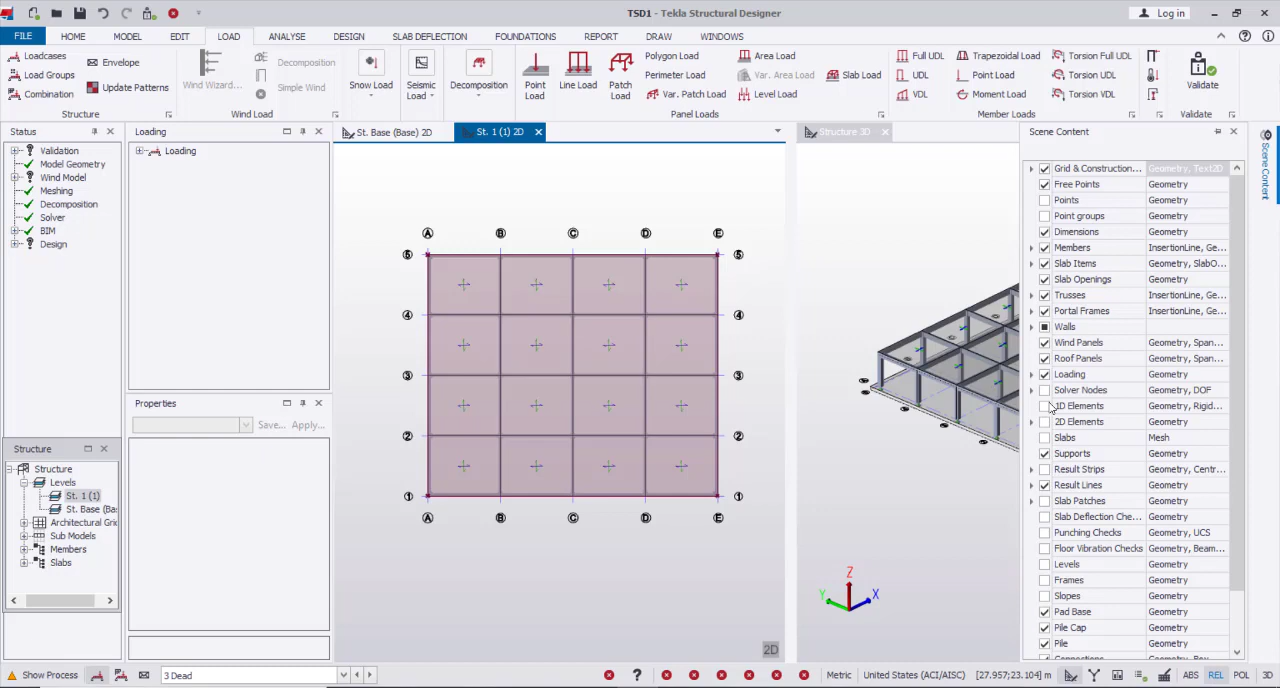 TSD1 - Tekla Structural Designer
Log in
FILE HOME MODEL EDIT LOAD ANALYSE DESIGN SLAB DEFLECTION FOUNDATIONS REPORT DRAW WINDOWS
Loadcases
Load Groups
Combination
Envelope
Update Patterns
Structure
Wind Wizard...
Decomposition
Simple Wind
Wind Load
Snow Load
Seismic Load
Decomposition
Point Load
Line Load
Patch Load
Polygon Load
Perimeter Load
Var. Patch Load
Area Load
Var. Area Load
Level Load
Slab Load
Panel Loads
Full UDL
UDL
VDL
Trapezoidal Load
Point Load
Moment Load
Torsion Full UDL
Torsion UDL
Torsion VDL
Member Loads
Validate
Validate
Status
Validation
Model Geometry
Wind Model
Meshing
Decomposition
Solver
BIM
Design
Loading
Loading
Properties
Save... Apply...
Structure
Structure
Levels
St. 1 (1)
St. Base (Bas
Architectural Grid
Sub Models
Members
Slabs
St. Base (Base) 2D
St. 1 (1) 2D
A B C D E
5 5
4 4
3 3
2 2
1 1
A B C D E
2D
Structure 3D
Z
Y X
Scene Content
Grid & Construction... Geometry, Text2D
Free Points Geometry
Points Geometry
Point groups Geometry
Dimensions Geometry
Members InsertionLine, Ge...
Slab Items Geometry, SlabO...
Slab Openings Geometry
Trusses InsertionLine, Ge...
Portal Frames InsertionLine, Ge...
Walls
Wind Panels Geometry, Span...
Roof Panels Geometry, Span...
Loading Geometry
Solver Nodes Geometry, DOF
1D Elements Geometry, Rigid...
2D Elements Geometry
Slabs Mesh
Supports Geometry
Result Strips Geometry, Centr...
Result Lines Geometry
Slab Patches Geometry
Slab Deflection Che... Geometry
Punching Checks Geometry, UCS
Floor Vibration Checks Geometry, Beam...
Levels Geometry
Frames Geometry
Slopes Geometry
Pad Base Geometry
Pile Cap Geometry
Pile Geometry
Connections Geometry, Box
Scene Content
Show Process
3 Dead
Metric
United States (ACI/AISC)
[27.957;23.104] m
ABS REL POL 3D